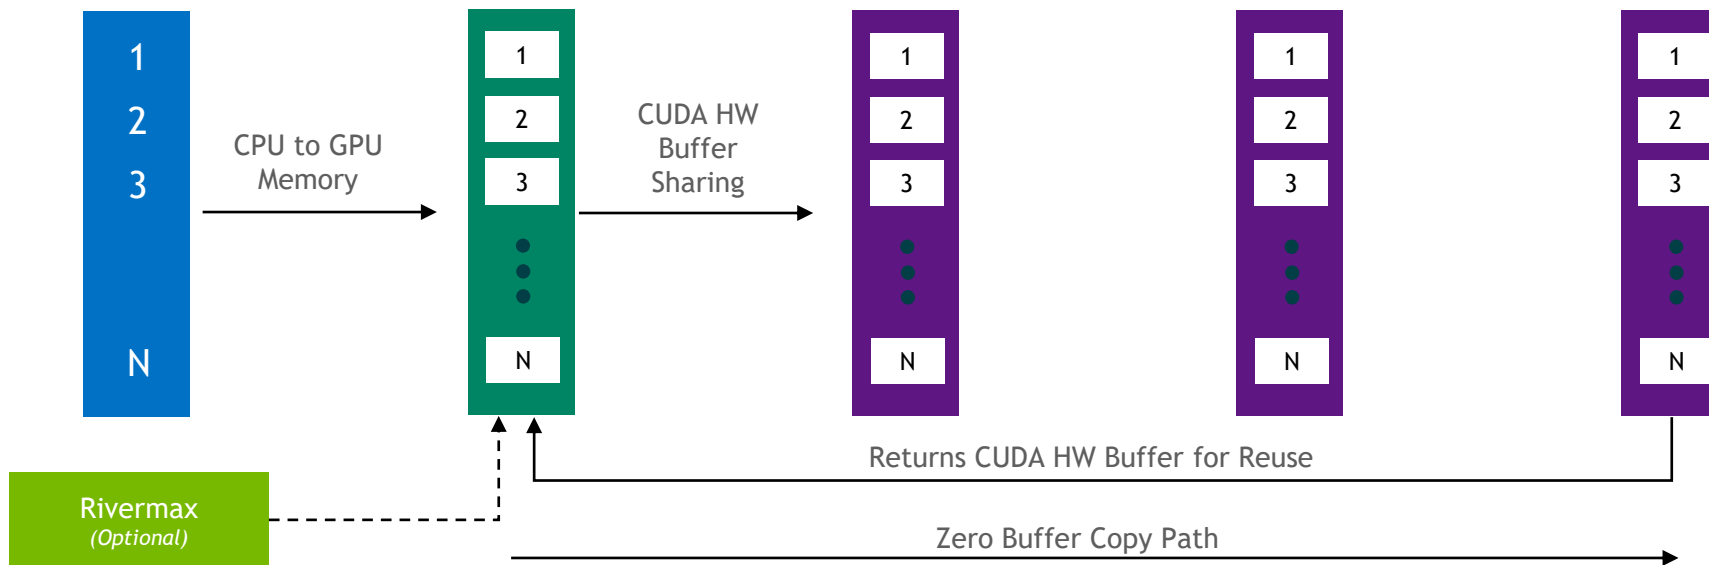 1
2
3
N
CPU to GPU
Memory
1
2
3
N
CUDA HW
Buffer
Sharing
1
2
3
N
1
2
3
N
1
2
3
N
Returns CUDA HW Buffer for Reuse
Rivermax
(Optional)
Zero Buffer Copy Path